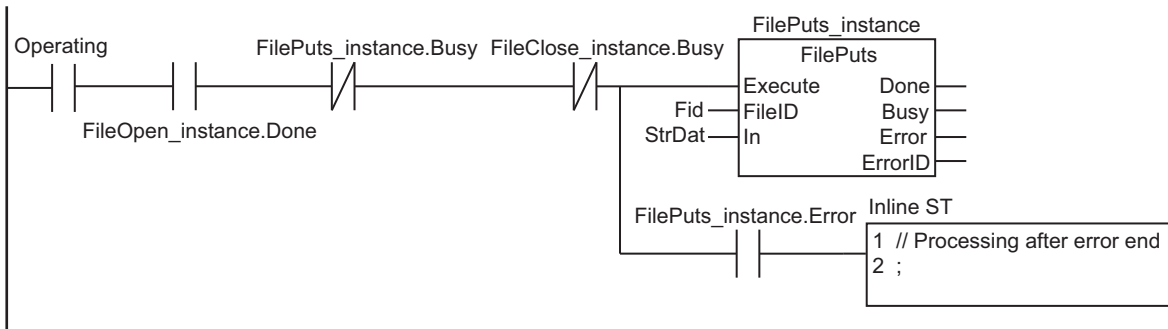 FilePuts_instance
Operating
FilePuts_instance.Busy
FileClose_instance.Busy
FilePuts
Execute
Done
FileOpen_instance.Done
Fid
FileID
Busy
StrDat
In
Error
ErrorID
FilePuts_instance.Error
Inline ST
1 // Processing after error end
2 ;